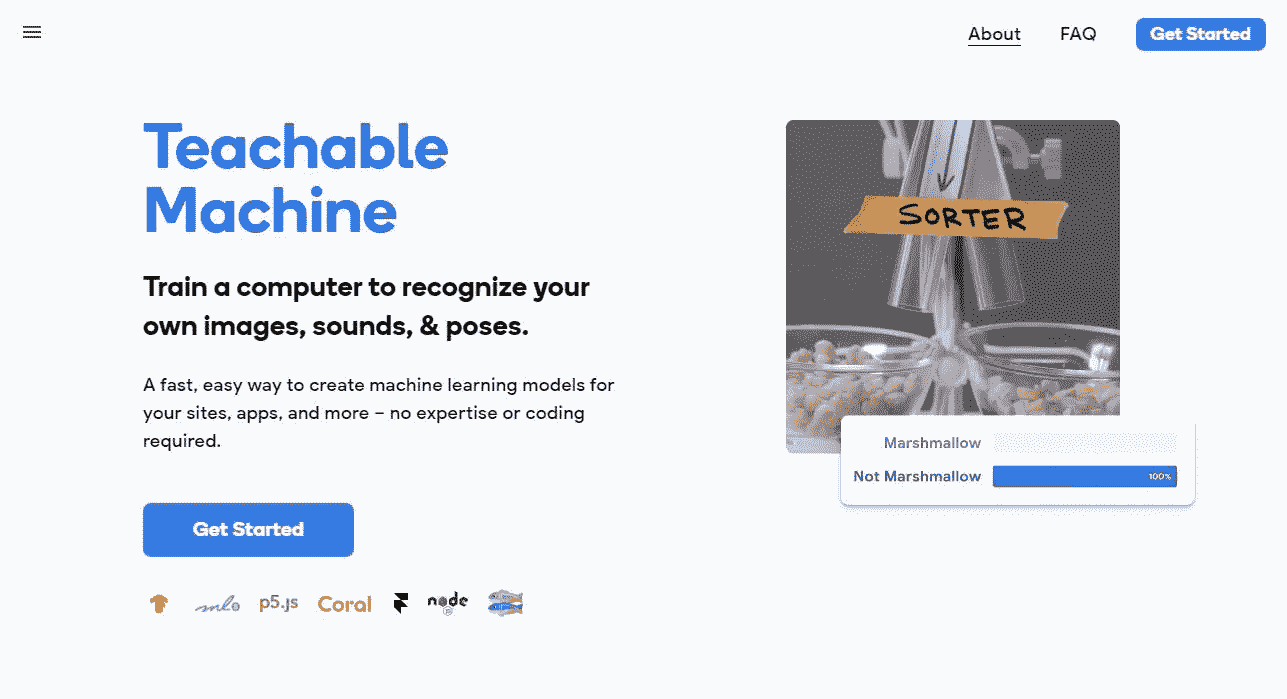 About FAQ Get Started
Teachable
Machine
Train a computer to recognize your
own images, sounds, & poses.
A fast, easy way to create machine learning models for
your sites, apps, and more – no expertise or coding
required.
Get Started
p5.js Coral node
SORTER
Marshmallow
Not Marshmallow 100%